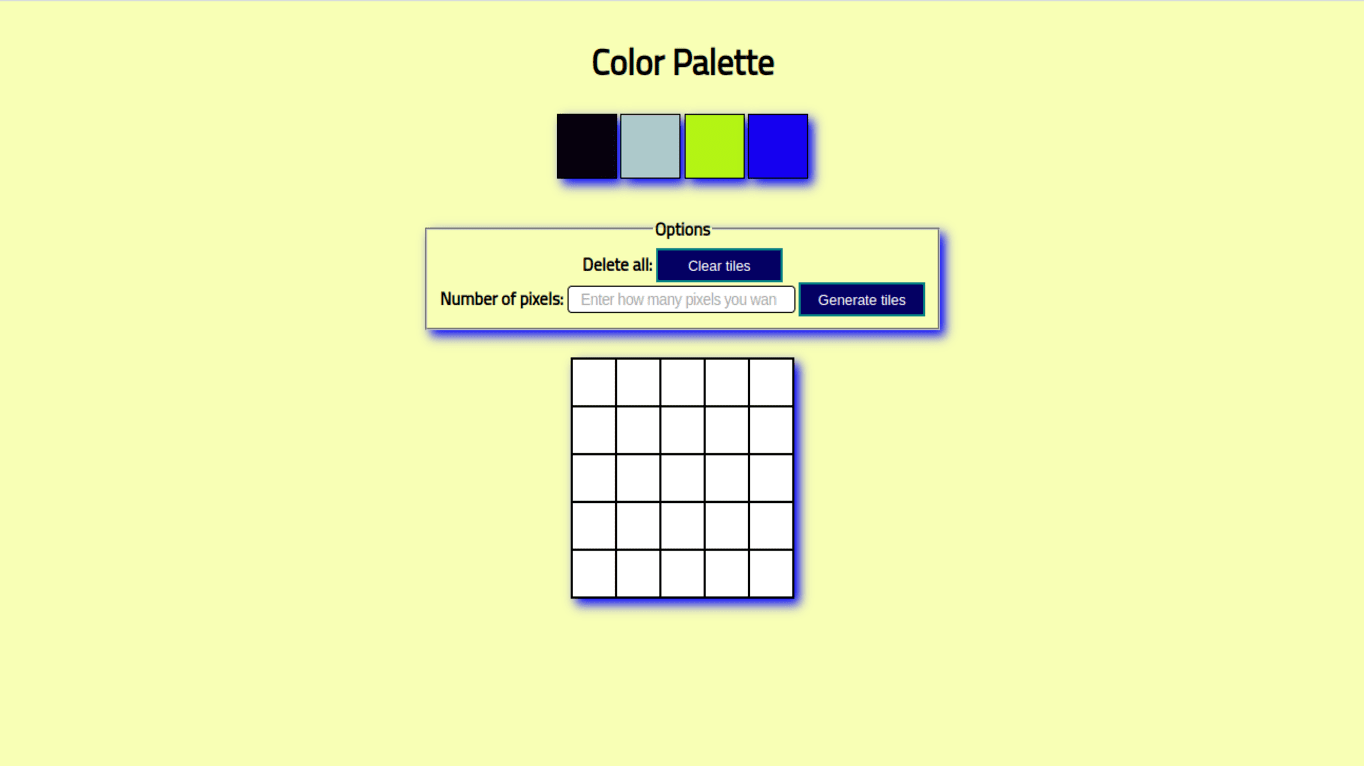 Color Palette
Options
Delete all: Clear tiles
Number of pixels: Enter how many pixels you wan Generate tiles